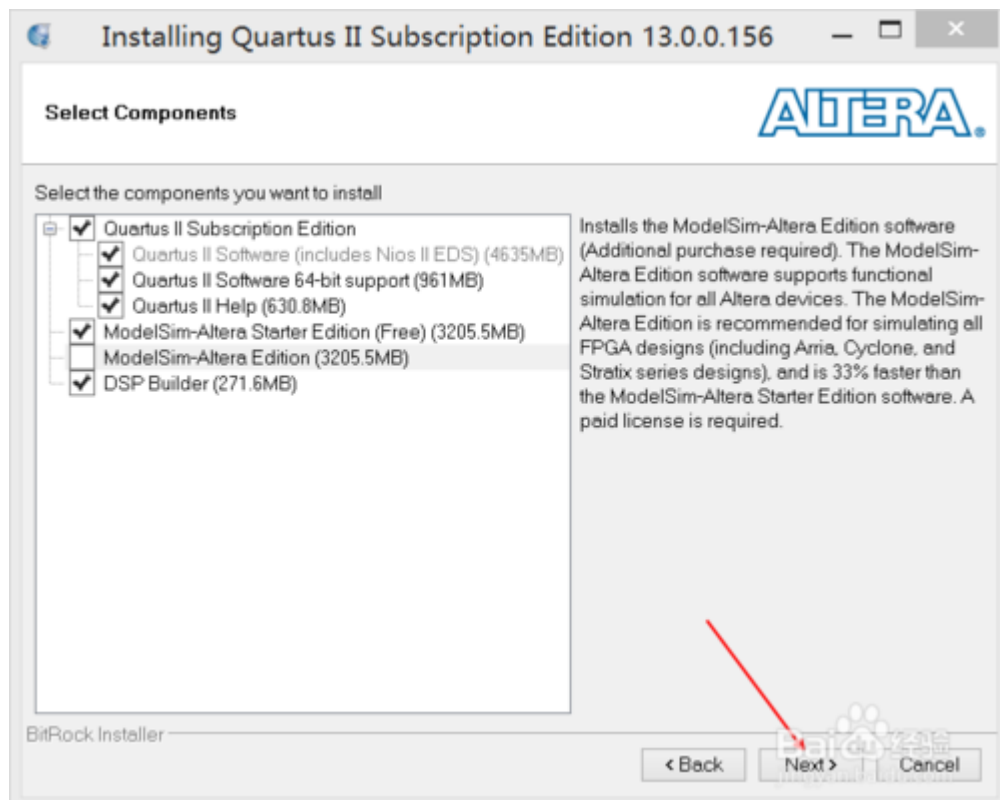 Installing Quartus II Subscription Edition 13.0.0.156
Select Components
ALTERA.
Select the components you want to install
Quartus II Subscription Edition
Quartus II Software (includes Nios II EDS) (4635MB)
Quartus II Software 64-bit support (961MB)
Quartus II Help (630.8MB)
ModelSim-Altera Starter Edition (Free) (3205.5MB)
ModelSim-Altera Edition (3205.5MB)
DSP Builder (271.6MB)
Installs the ModelSim-Altera Edition software
(Additional purchase required). The ModelSim-
Altera Edition software supports functional
simulation for all Altera devices. The ModelSim-
Altera Edition is recommended for simulating all
FPGA designs (including Arria, Cyclone, and
Stratix series designs), and is 33% faster than
the ModelSim-Altera Starter Edition software. A
paid license is required.
BitRock Installer
Baidu 经验
< Back
Next >
Cancel